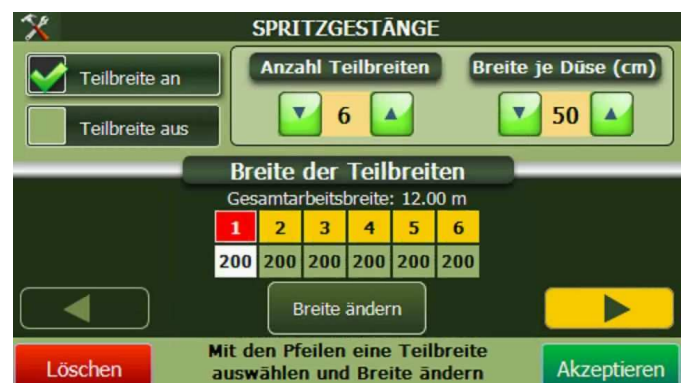 SPRITZGESTÄNGE
Teilbreite an
Teilbreite aus
Anzahl Teilbreiten
6
Breite je Düse (cm)
50
Breite der Teilbreiten
Gesamtarbeitsbreite: 12.00 m
1 2 3 4 5 6
200 200 200 200 200 200
Breite ändern
Löschen
Mit den Pfeilen eine Teilbreite
auswählen und Breite ändern
Akzeptieren